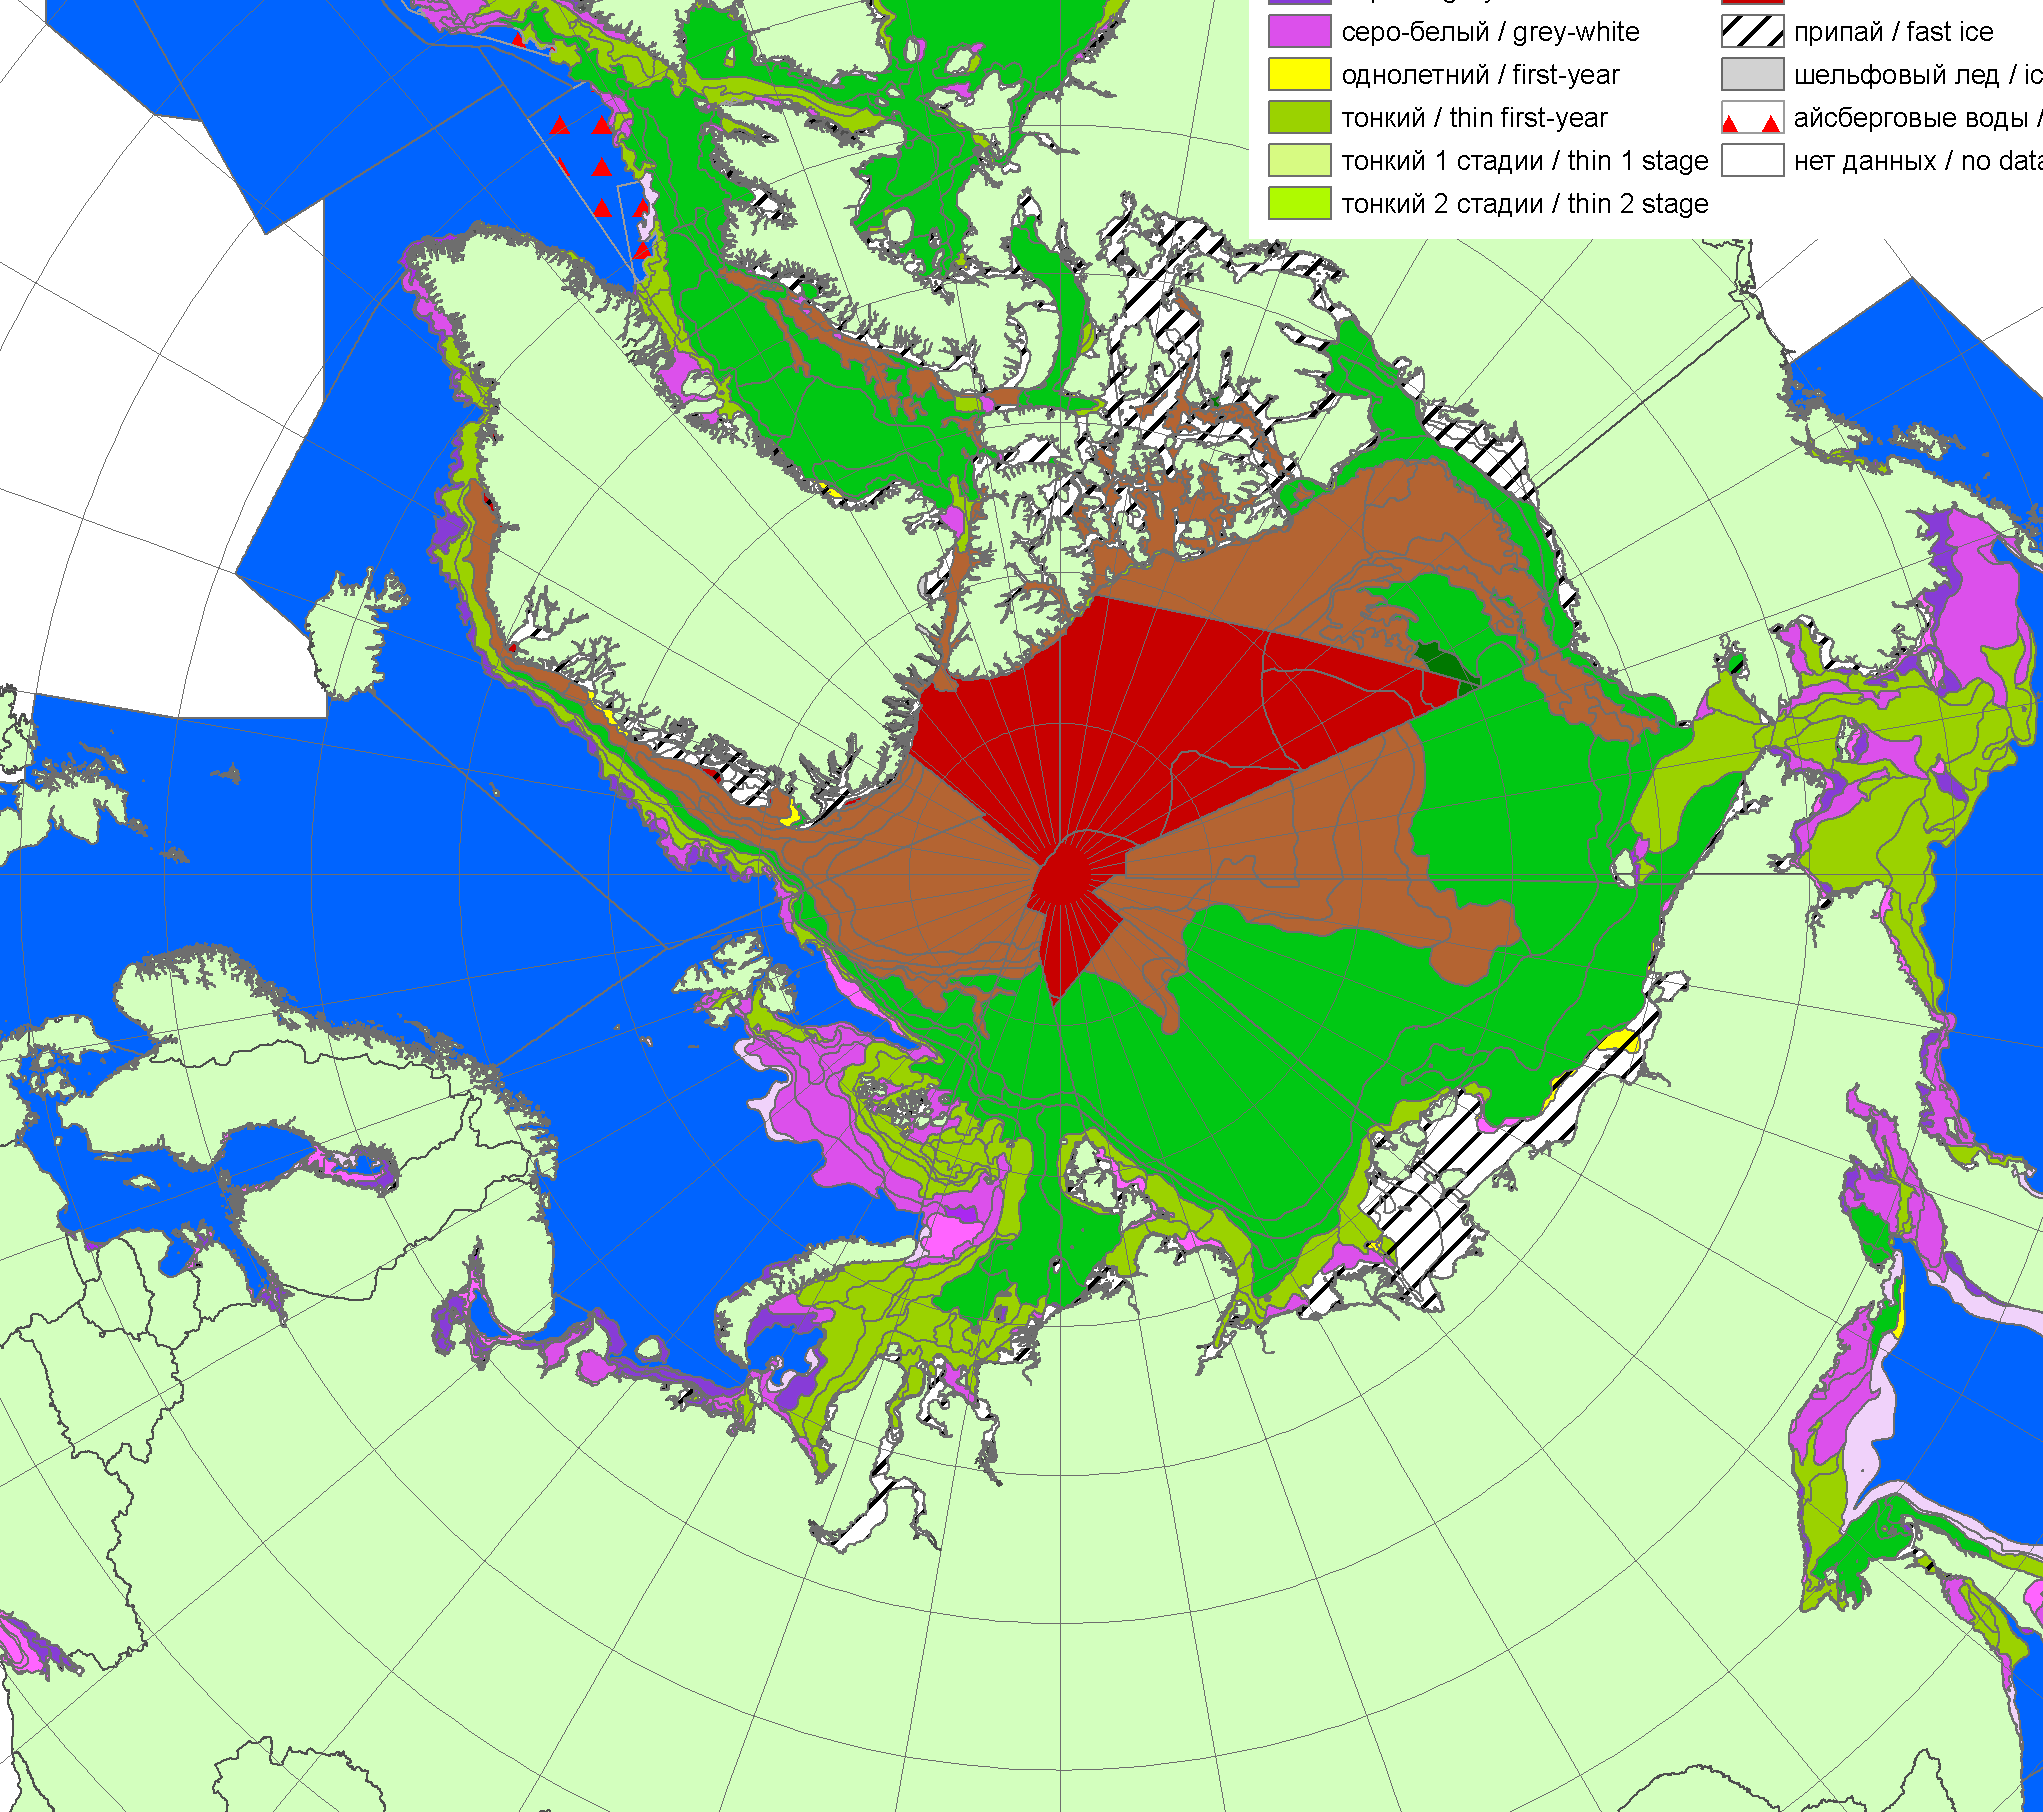 серо-белый / grey-white
однолетний / first-year
тонкий / thin first-year
тонкий 1 стадии / thin 1 stage
тонкий 2 стадии / thin 2 stage
припай / fast ice
шельфовый лед /
айсберговые воды /
нет данных / no data